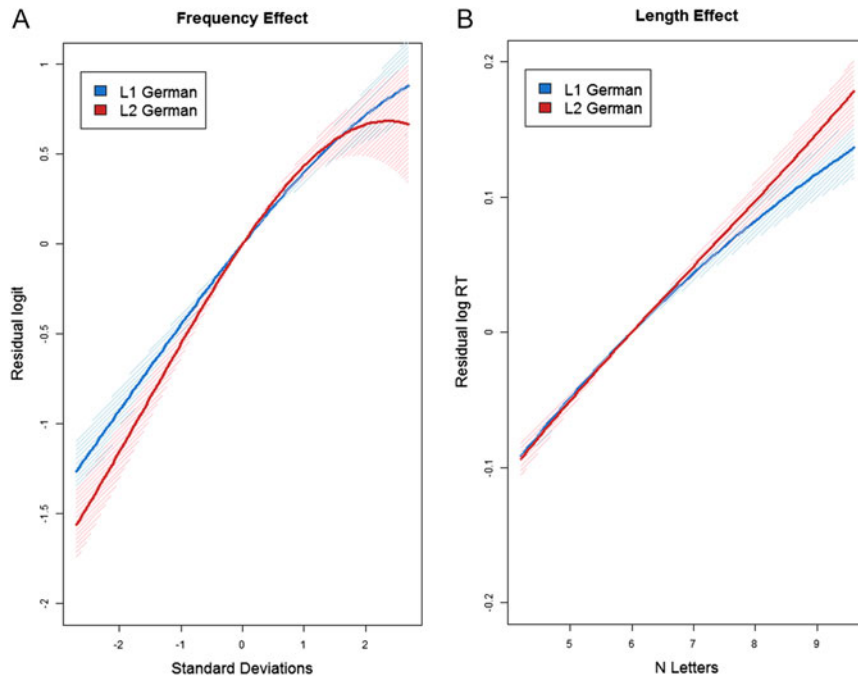 A
Frequency Effect
L1 German
L2 German
Residual logit
1
0.5
0
-0.5
-1
-1.5
-2
-2
-1
0
1
2
Standard Deviations
B
Length Effect
L1 German
L2 German
Residual log RT
0.2
0.1
0
-0.1
-0.2
5
6
7
8
9
N Letters